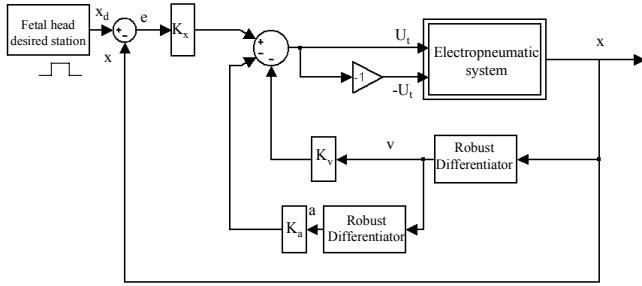 Fetal head
desired station
x_d
e
x
+
-
K_x
+
-
-
U_t
-1
-U_t
Electropneumatic
system
x
K_v
v
Robust
Differentiator
K_a
a
Robust
Differentiator